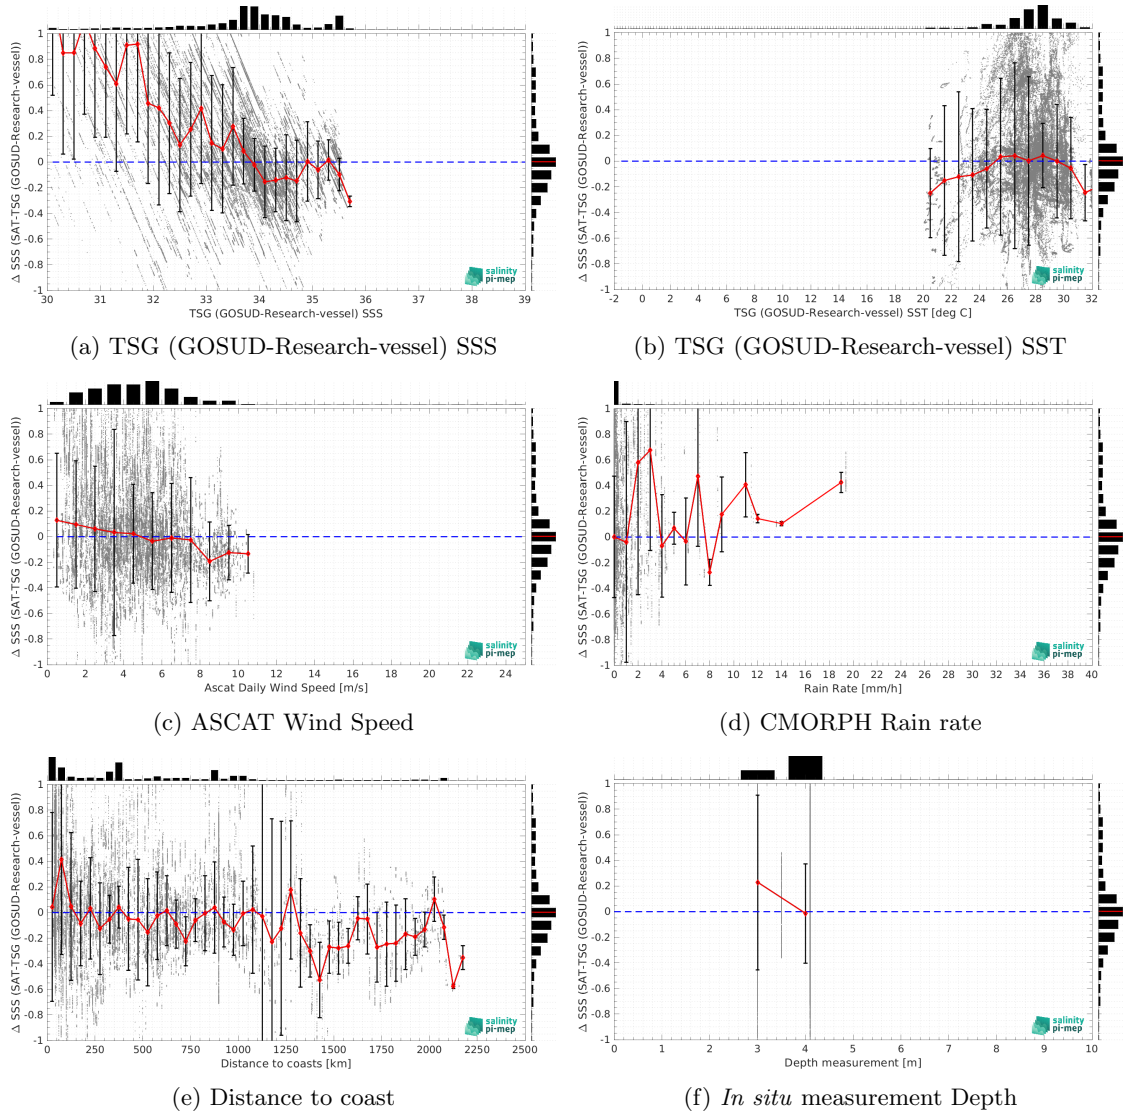 Δ SSS (SAT-TSG (GOSUD-Research-vessel))
1
0.8
0.6
0.4
0.2
0
-0.2
-0.4
-0.6
-0.8
-1
30 31 32 33 34 35 36 37 38 39
TSG (GOSUD-Research-vessel) SSS
salinity
pi-mep
(a) TSG (GOSUD-Research-vessel) SSS
Δ SSS (SAT-TSG (GOSUD-Research-vessel))
1
0.8
0.6
0.4
0.2
0
-0.2
-0.4
-0.6
-0.8
-1
-2 0 2 4 6 8 10 12 14 16 18 20 22 24 26 28 30 32
TSG (GOSUD-Research-vessel) SST [deg C]
salinity
pi-mep
(b) TSG (GOSUD-Research-vessel) SST
Δ SSS (SAT-TSG (GOSUD-Research-vessel))
1
0.8
0.6
0.4
0.2
0
-0.2
-0.4
-0.6
-0.8
-1
2 4 6 8 10 12 14 16 18 20 22 24
Ascat Daily Wind Speed [m/s]
salinity
pi-mep
(c) ASCAT Wind Speed
Δ SSS (SAT-TSG (GOSUD-Research-vessel))
1
0.8
0.6
0.4
0.2
0
-0.2
-0.4
-0.6
-0.8
-1
0 2 4 6 8 10 12 14 16 18 20 22 24 26 28 30 32 34 36 38 40
Rain Rate [mm/h]
salinity
pi-mep
(d) CMORPH Rain rate
Δ SSS (SAT-TSG (GOSUD-Research-vessel))
1
0.8
0.6
0.4
0.2
0
-0.2
-0.4
-0.6
-0.8
-1
0 250 500 750 1000 1250 1500 1750 2000 2250 2500
Distance to coasts [km]
salinity
pi-mep
(e) Distance to coast
Δ SSS (SAT-TSG (GOSUD-Research-vessel))
1
0.8
0.6
0.4
0.2
0
-0.2
-0.4
-0.6
-0.8
-1
0 1 2 3 4 5 6 7 8 9 10
Depth measurement [m]
salinity
pi-mep
(f) In situ measurement Depth